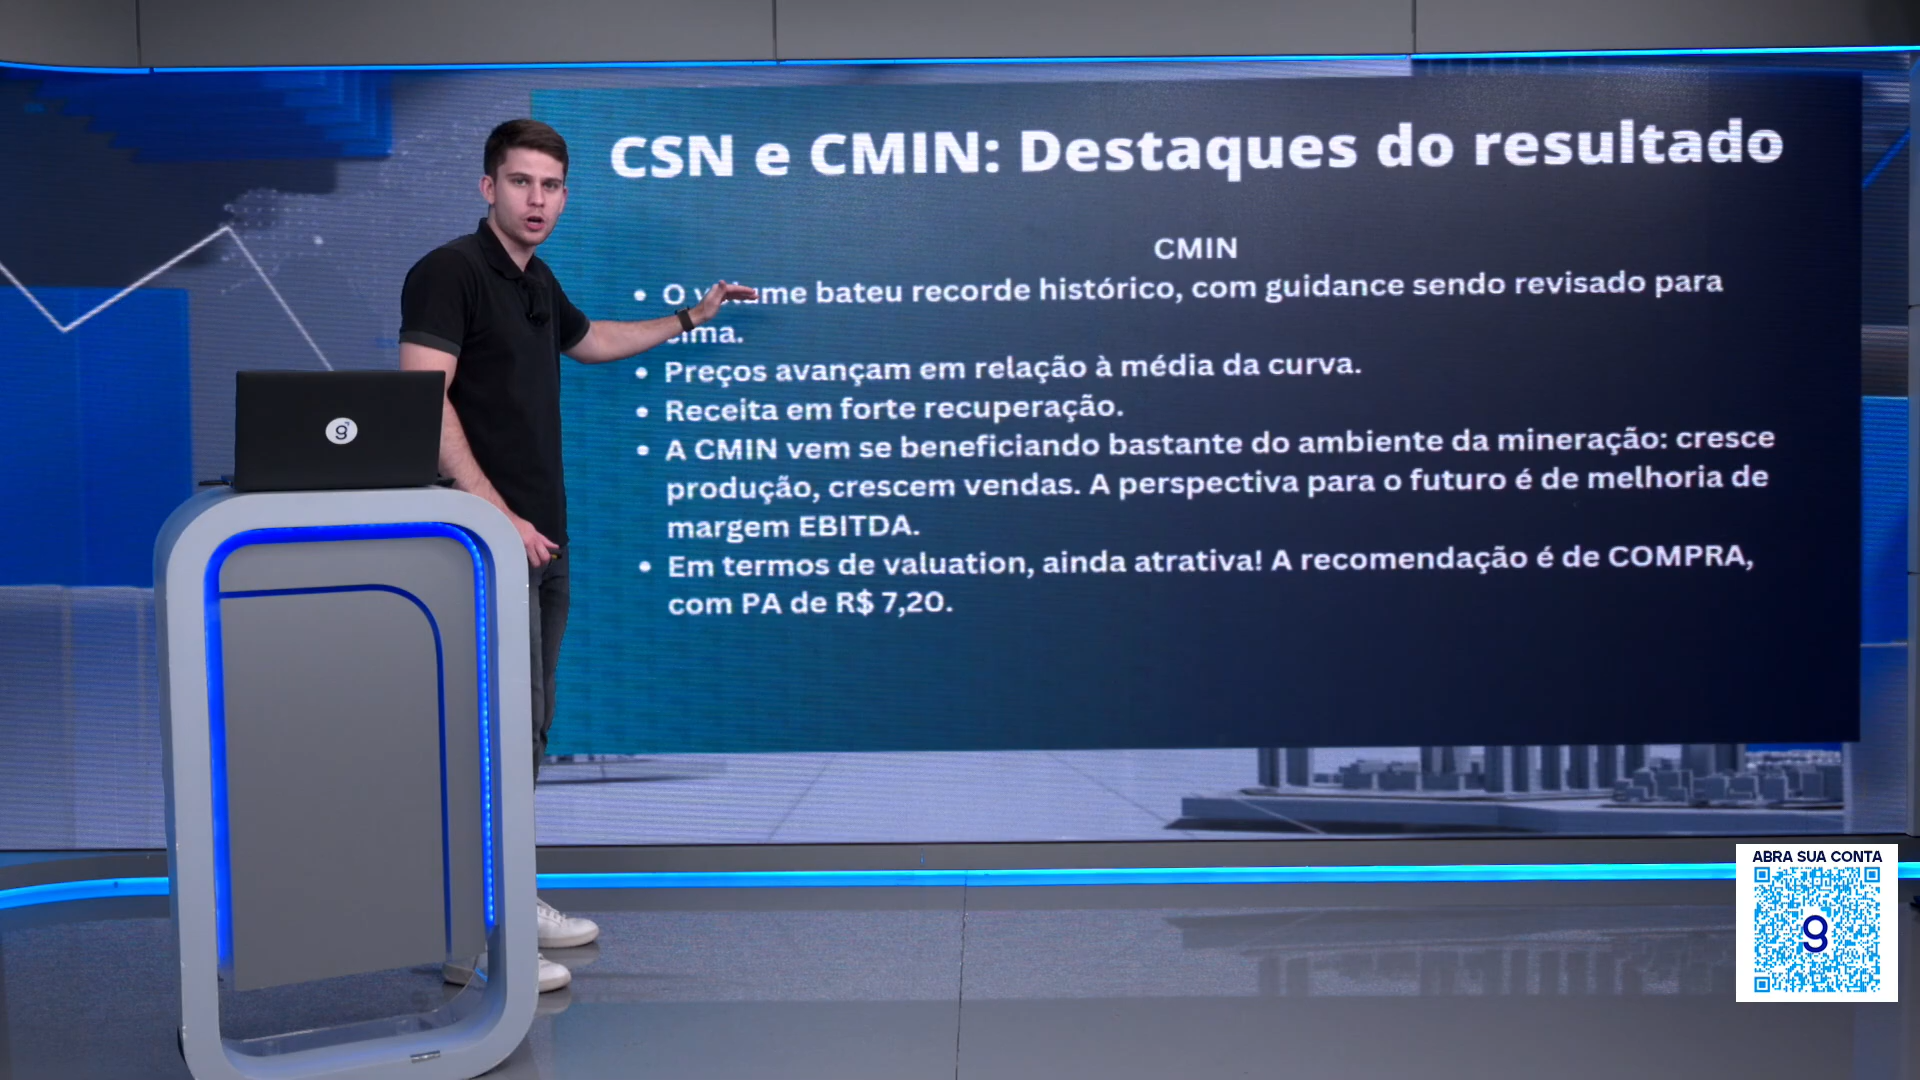 CSN e CMIN: Destaques do resultado
CMIN
• O volume bateu recorde histórico, com guidance sendo revisado para
cima.
• Preços avançam em relação à média da curva.
• Receita em forte recuperação.
• A CMIN vem se beneficiando bastante do ambiente da mineração: cresce
produção, crescem vendas. A perspectiva para o futuro é de melhoria de
margem EBITDA.
• Em termos de valuation, ainda atrativa! A recomendação é de COMPRA,
com PA de R$ 7,20.
g
ABRA SUA CONTA
g